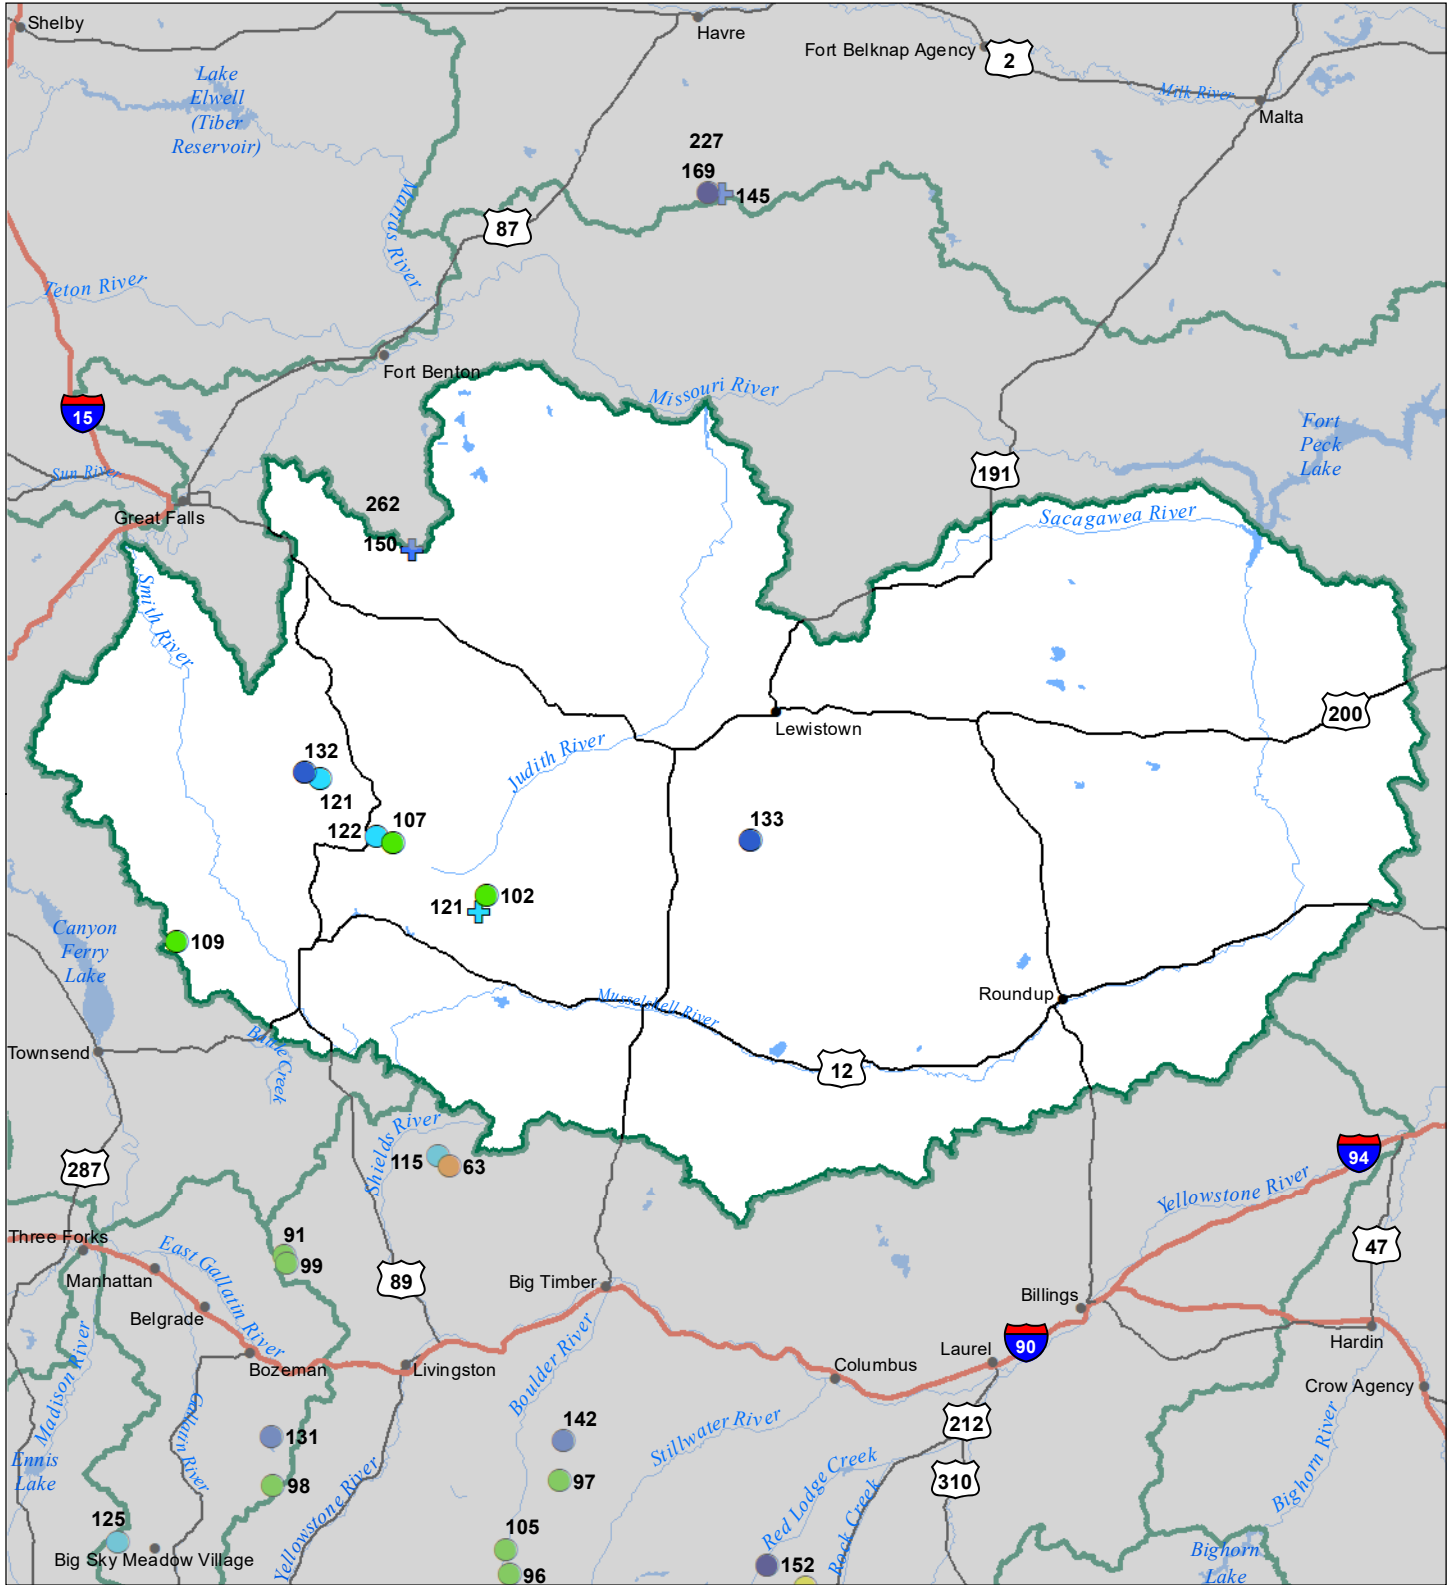 Shelby
Havre
Fort Belknap Agency
2
Lake
Elwell
(Tiber
Reservoir)
Milk River
Malta
227
169
145
Marias River
87
Teton River
Fort Benton
Missouri River
15
Fort
Peck
Lake
Sun River
191
262
Great Falls
Sacagawea River
150
Smith River
200
Lewistown
Judith River
132
121
122
107
133
102
121
109
Canyon
Ferry
Lake
Roundup
Musselshell River
Townsend
Battle Creek
12
Shields River
287
115
63
94
Yellowstone River
Three Forks
91
99
East Gallatin River
47
Manhattan
89
Big Timber
Billings
Belgrade
Madison River
Boulder River
90
Hardin
Bozeman
Livingston
Columbus
Laurel
Crow Agency
Gallatin River
142
Stillwater River
212
131
Ennis
Lake
98
97
Red Lodge Creek
310
Bighorn River
Yellowstone River
Rock Creek
125
105
Big Sky Meadow Village
96
152
Bighorn
Lake